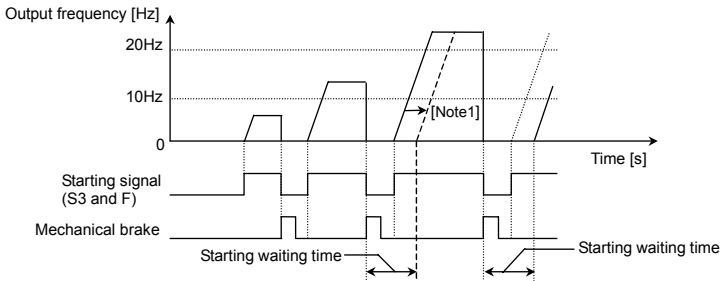 Output frequency [Hz]
20Hz
10Hz
[Note1]
0
Time [s]
Starting signal
(S3 and F)
Mechanical brake
Starting waiting time
Starting waiting time